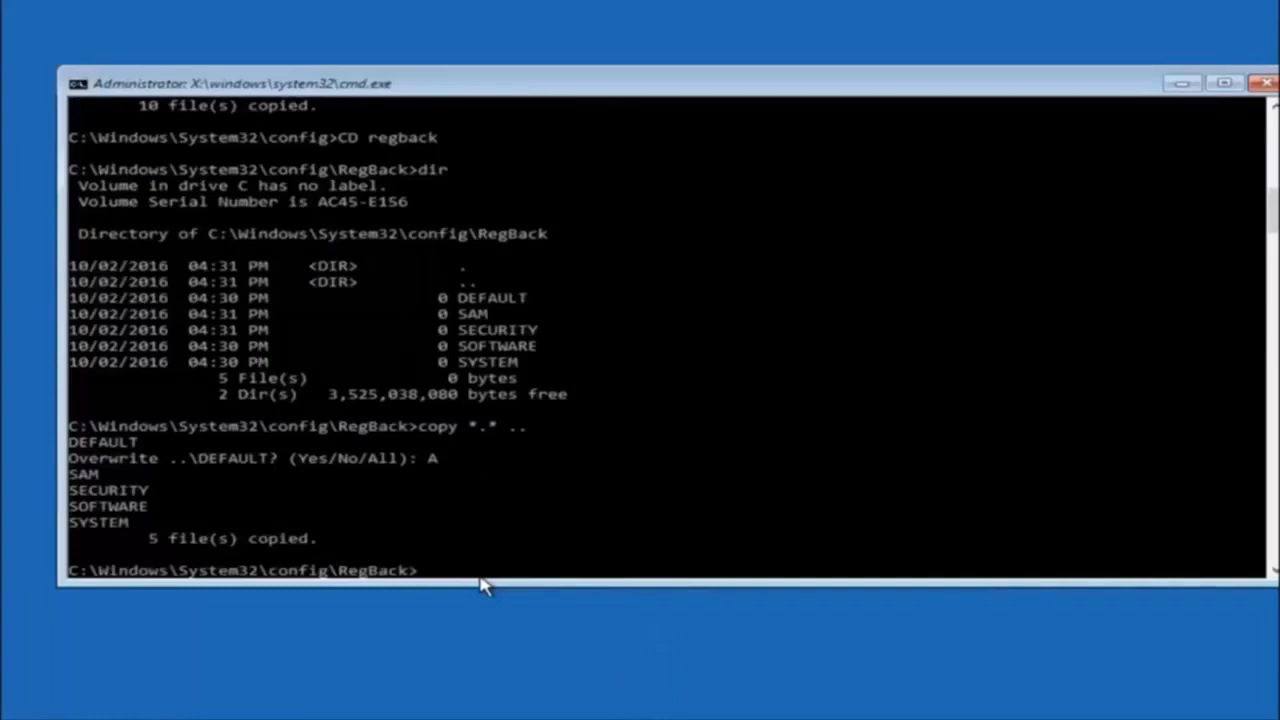 Administrator: X:\windows\system32\cmd.exe
10 file(s) copied.
C:\Windows\System32\config>CD regback
C:\Windows\System32\config\RegBack>dir
Volume in drive C has no label.
Volume Serial Number is AC45-E156
Directory of C:\Windows\System32\config\RegBack
10/02/2016 04:31 PM <DIR> .
10/02/2016 04:31 PM <DIR> ..
10/02/2016 04:30 PM 0 DEFAULT
10/02/2016 04:31 PM 0 SAM
10/02/2016 04:31 PM 0 SECURITY
10/02/2016 04:30 PM 0 SOFTWARE
10/02/2016 04:30 PM 0 SYSTEM
5 File(s) 0 bytes
2 Dir(s) 3,525,038,080 bytes free
C:\Windows\System32\config\RegBack>copy *.* ..
DEFAULT
Overwrite ..\DEFAULT? (Yes/No/All): A
SAM
SECURITY
SOFTWARE
SYSTEM
5 file(s) copied.
C:\Windows\System32\config\RegBack>